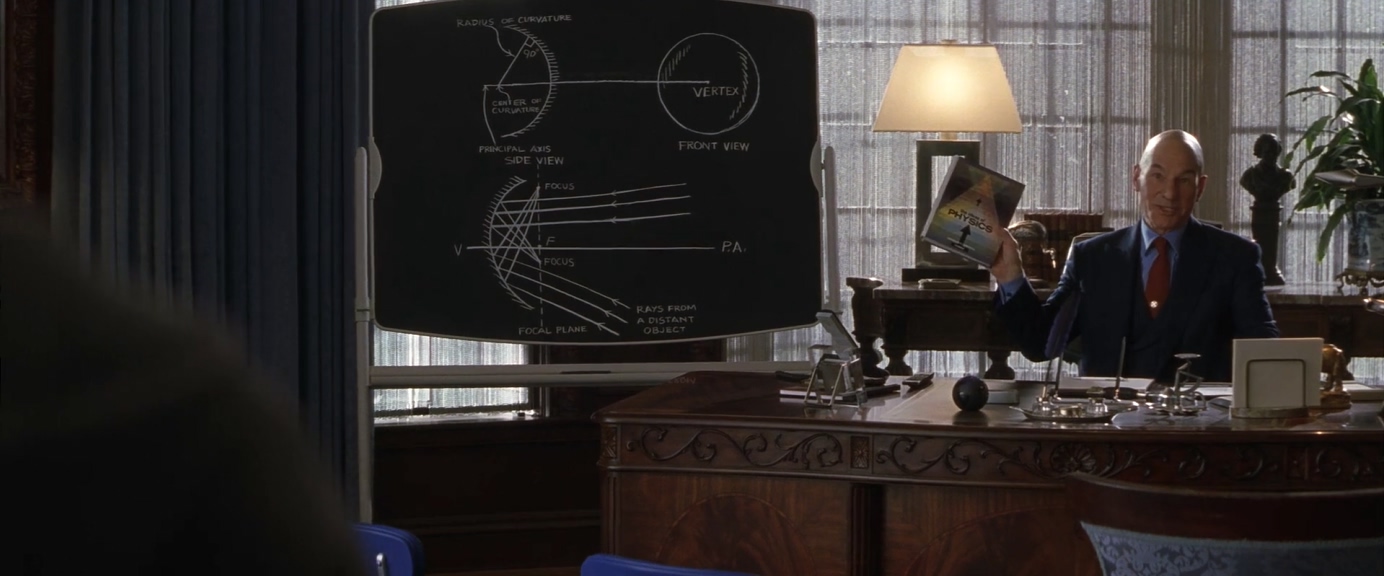 RADIUS OF CURVATURE
90°
CENTER OF
CURVATURE
PRINCIPAL AXIS
SIDE VIEW
VERTEX
FRONT VIEW
FOCUS
F
V
P.A.
FOCUS
RAYS FROM
A DISTANT
OBJECT
FOCAL PLANE
PHYSICS